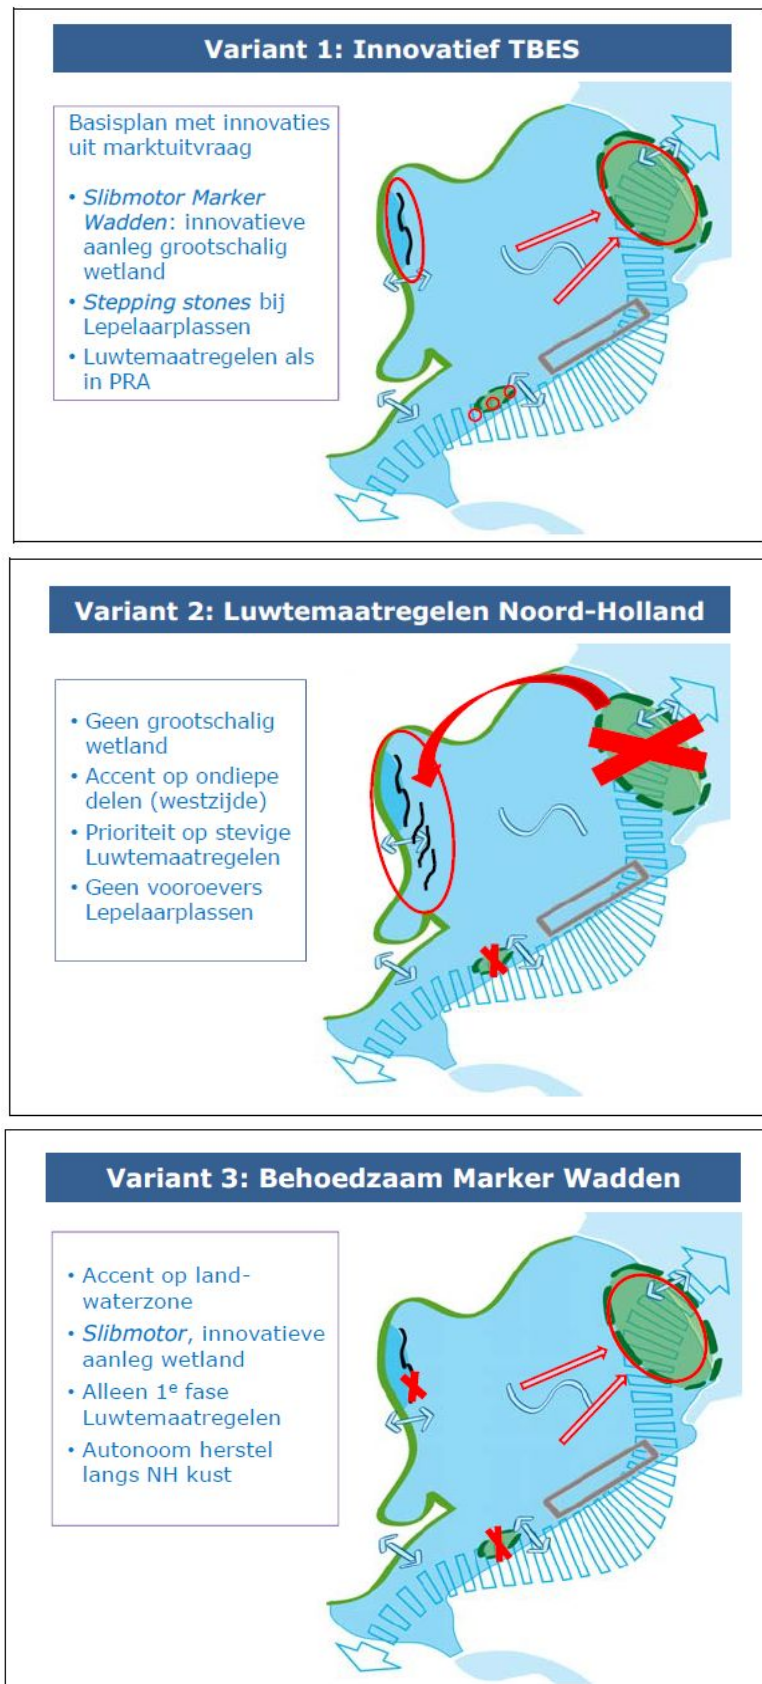 Variant 1: Innovatief TBES
Basisplan met innovaties
uit marktuitvraag
• Slibmotor Marker
Wadden: innovatieve
aanleg grootschalig
wetland
• Stepping stones bij
Lepelaarplassen
• Luwtemaatregelen als
in PRA
Variant 2: Luwtemaatregelen Noord-Holland
• Geen grootschalig
wetland
• Accent op ondiepe
delen (westzijde)
• Prioriteit op stevige
Luwtemaatregelen
• Geen vooroevers
Lepelaarplassen
Variant 3: Behoedzaam Marker Wadden
• Accent op land-
waterzone
• Slibmotor, innovatieve
aanleg wetland
• Alleen 1e fase
Luwtemaatregelen
• Autonoom herstel
langs NH kust